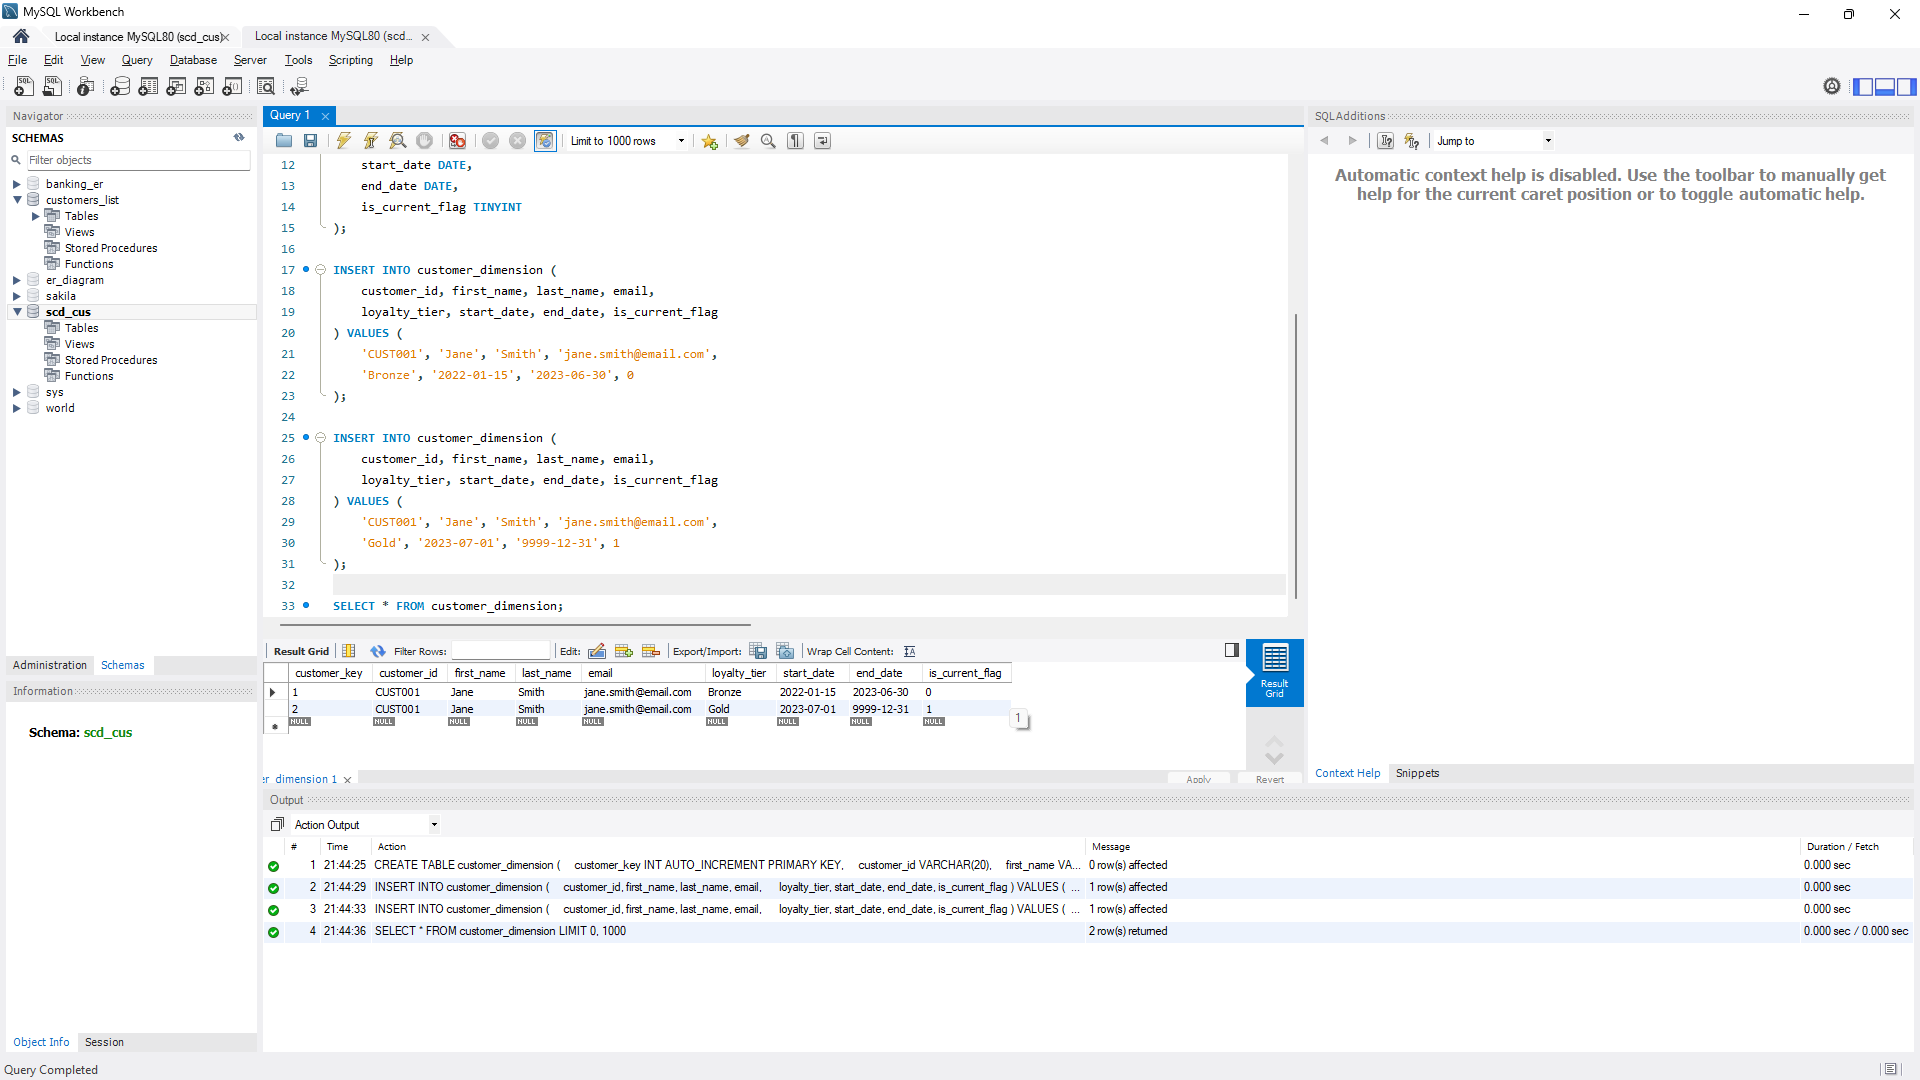 MySQL Workbench
Local instance MySQL80 (scd_cus)
Local instance MySQL80 (scd...
File Edit View Query Database Server Tools Scripting Help
Navigator
SCHEMAS
Filter objects
banking_er
customers_list
Tables
Views
Stored Procedures
Functions
er_diagram
sakila
scd_cus
Tables
Views
Stored Procedures
Functions
sys
world
Administration Schemas
Information
Schema: scd_cus
Object Info Session
Query Completed
Query 1
Limit to 1000 rows
12 start_date DATE,
13 end_date DATE,
14 is_current_flag TINYINT
15 );
16
17 INSERT INTO customer_dimension (
18 customer_id, first_name, last_name, email,
19 loyalty_tier, start_date, end_date, is_current_flag
20 ) VALUES (
21 'CUST001', 'Jane', 'Smith', 'jane.smith@email.com',
22 'Bronze', '2022-01-15', '2023-06-30', 0
23 );
24
25 INSERT INTO customer_dimension (
26 customer_id, first_name, last_name, email,
27 loyalty_tier, start_date, end_date, is_current_flag
28 ) VALUES (
29 'CUST001', 'Jane', 'Smith', 'jane.smith@email.com',
30 'Gold', '2023-07-01', '9999-12-31', 1
31 );
32
33 SELECT * FROM customer_dimension;
Result Grid Filter Rows: Edit: Export/Import: Wrap Cell Content:
customer_key customer_id first_name last_name email loyalty_tier start_date end_date is_current_flag
1 CUST001 Jane Smith jane.smith@email.com Bronze 2022-01-15 2023-06-30 0
2 CUST001 Jane Smith jane.smith@email.com Gold 2023-07-01 9999-12-31 1
NULL NULL NULL NULL NULL NULL NULL NULL NULL
1
Result
Grid
er_dimension 1
Apply Revert
SQLAdditions
Jump to
Automatic context help is disabled. Use the toolbar to manually get
help for the current caret position or to toggle automatic help.
Context Help Snippets
Output
Action Output
# Time Action Message Duration / Fetch
1 21:44:25 CREATE TABLE customer_dimension ( customer_key INT AUTO_INCREMENT PRIMARY KEY, customer_id VARCHAR(20), first_name VA... 0 row(s) affected 0.000 sec
2 21:44:29 INSERT INTO customer_dimension ( customer_id, first_name, last_name, email, loyalty_tier, start_date, end_date, is_current_flag ) VALUES ( ... 1 row(s) affected 0.000 sec
3 21:44:33 INSERT INTO customer_dimension ( customer_id, first_name, last_name, email, loyalty_tier, start_date, end_date, is_current_flag ) VALUES ( ... 1 row(s) affected 0.000 sec
4 21:44:36 SELECT * FROM customer_dimension LIMIT 0, 1000 2 row(s) returned 0.000 sec / 0.000 sec